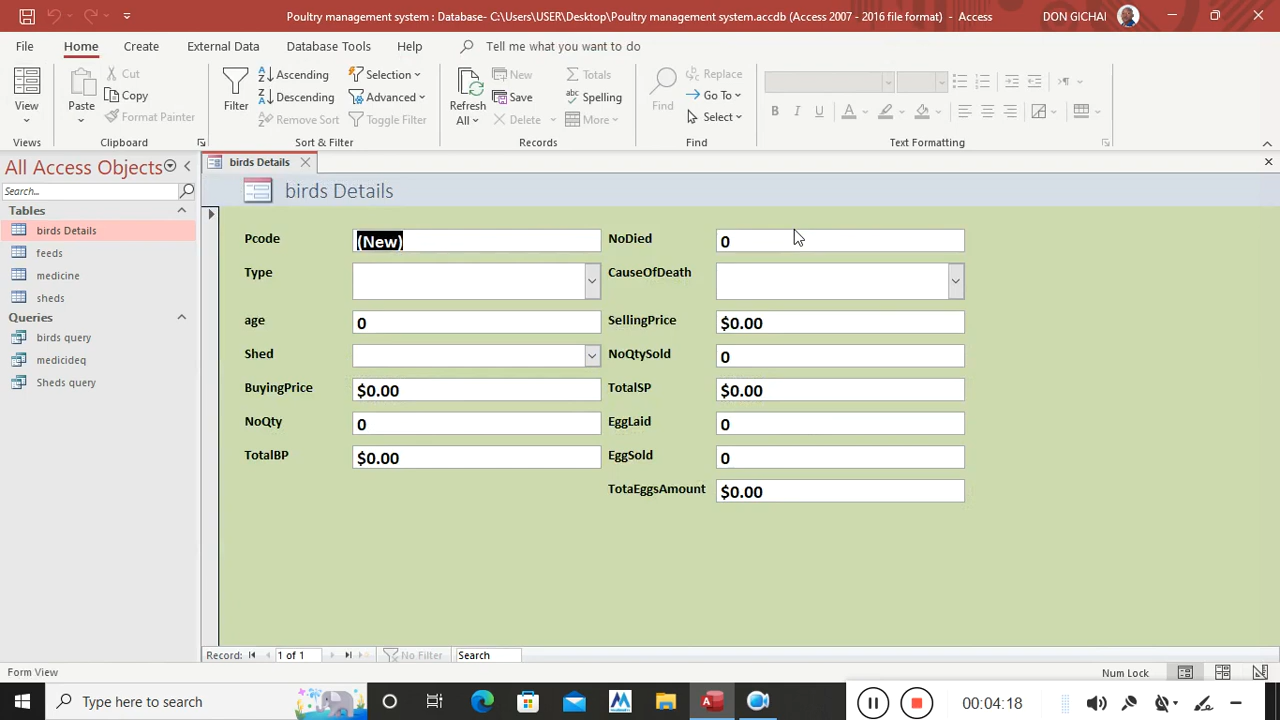 Poultry management system : Database- C:\Users\USER\Desktop\Poultry management system.accdb (Access 2007 - 2016 file format) - Access
DON GICHAI
File Home Create External Data Database Tools Help Tell me what you want to do
View
Views
Paste
Cut
Copy
Format Painter
Clipboard
Filter
Ascending
Descending
Remove Sort
Selection
Advanced
Toggle Filter
Sort & Filter
Refresh All
New
Save
Delete
Totals
Spelling
More
Records
Find
Replace
Go To
Select
Find
B I U A
Text Formatting
All Access Objects
Search...
Tables
birds Details
feeds
medicine
sheds
Queries
birds query
medicideq
Sheds query
birds Details
birds Details
Pcode (New) NoDied 0
Type CauseOfDeath
age 0 SellingPrice $0.00
Shed NoQtySold 0
BuyingPrice $0.00 TotalSP $0.00
NoQty 0 EggLaid 0
TotalBP $0.00 EggSold 0
TotaEggsAmount $0.00
Record: 1 of 1 No Filter Search
Form View
Num Lock
Type here to search
00:04:18